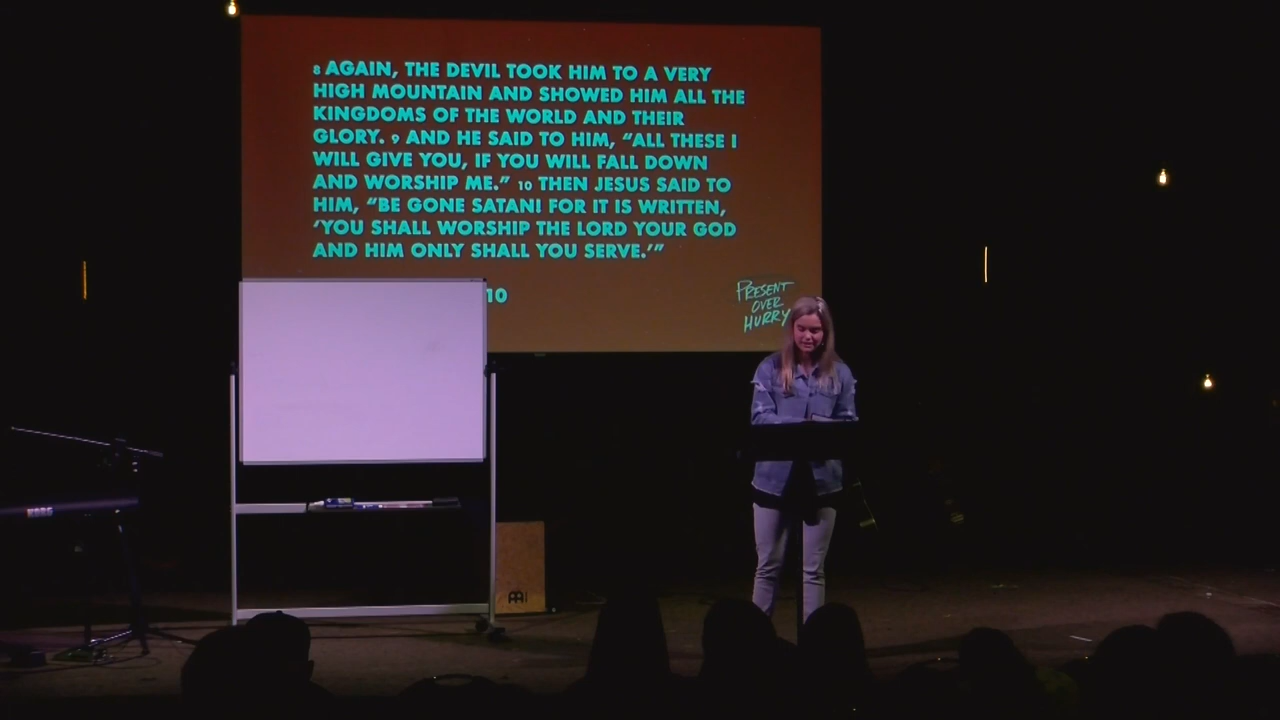 8 AGAIN, THE DEVIL TOOK HIM TO A VERY
HIGH MOUNTAIN AND SHOWED HIM ALL THE
KINGDOMS OF THE WORLD AND THEIR
GLORY. 9 AND HE SAID TO HIM, “ALL THESE I
WILL GIVE YOU, IF YOU WILL FALL DOWN
AND WORSHIP ME.” 10 THEN JESUS SAID TO
HIM, “BE GONE SATAN! FOR IT IS WRITTEN,
‘YOU SHALL WORSHIP THE LORD YOUR GOD
AND HIM ONLY SHALL YOU SERVE.’”
10
PRESENT
OVER
HURRY